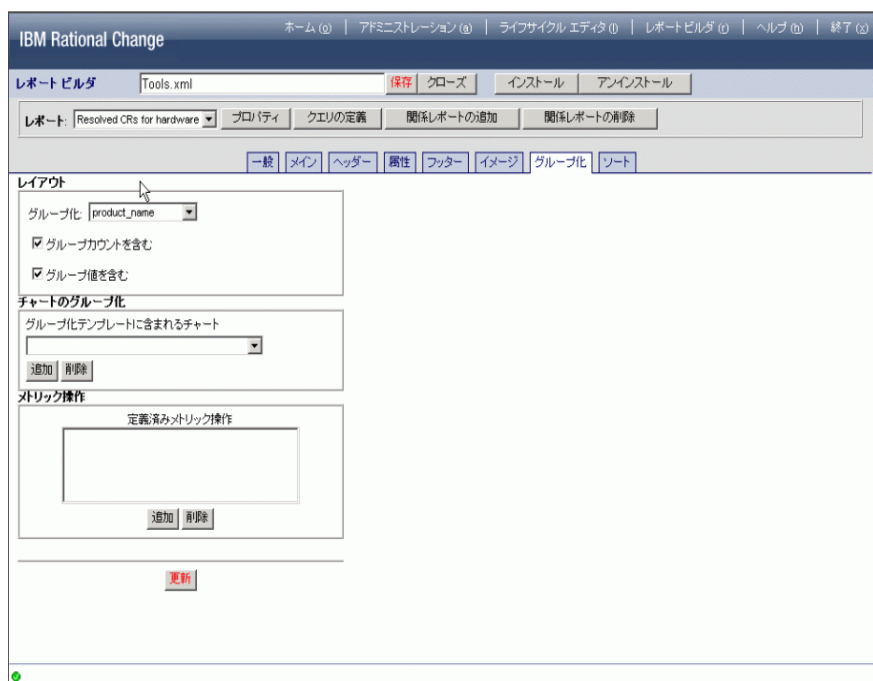 IBM Rational Change
ホーム (o) | アドミニストレーション (a) | ライフサイクル エディタ (l) | レポートビルダ (r) | ヘルプ (h) | 終了 (x)
レポート ビルダ Tools.xml 保存 クローズ インストール アンインストール
レポート: Resolved CRs for hardware プロパティ クエリの定義 関係レポートの追加 関係レポートの削除
一般 メイン ヘッダー 属性 フッター イメージ グループ化 ソート
レイアウト
グループ化: product_name
グループカウントを含む
グループ値を含む
チャートのグループ化
グループ化テンプレートに含まれるチャート
追加 削除
メトリック操作
定義済みメトリック操作
追加 削除
更新